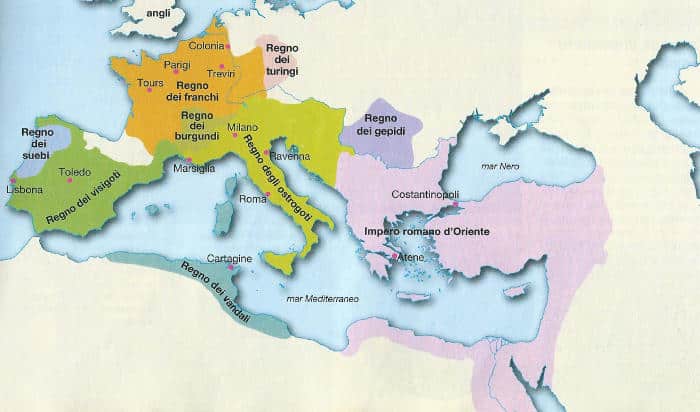 angli
Colonia
Regno
dei
turingi
Parigi
Treviri
Tours
Regno
dei franchi
Regno
dei
burgundi
Milano
Regno
dei gepidi
Regno
dei
suebi
Ravenna
mar Nero
Marsiglia
Toledo
Lisbona
Regno dei visigoti
Regno degli ostrogoti
Roma
Costantinopoli
Impero romano d'Oriente
Atene
Cartagine
Regno dei vandali
mar Mediterraneo